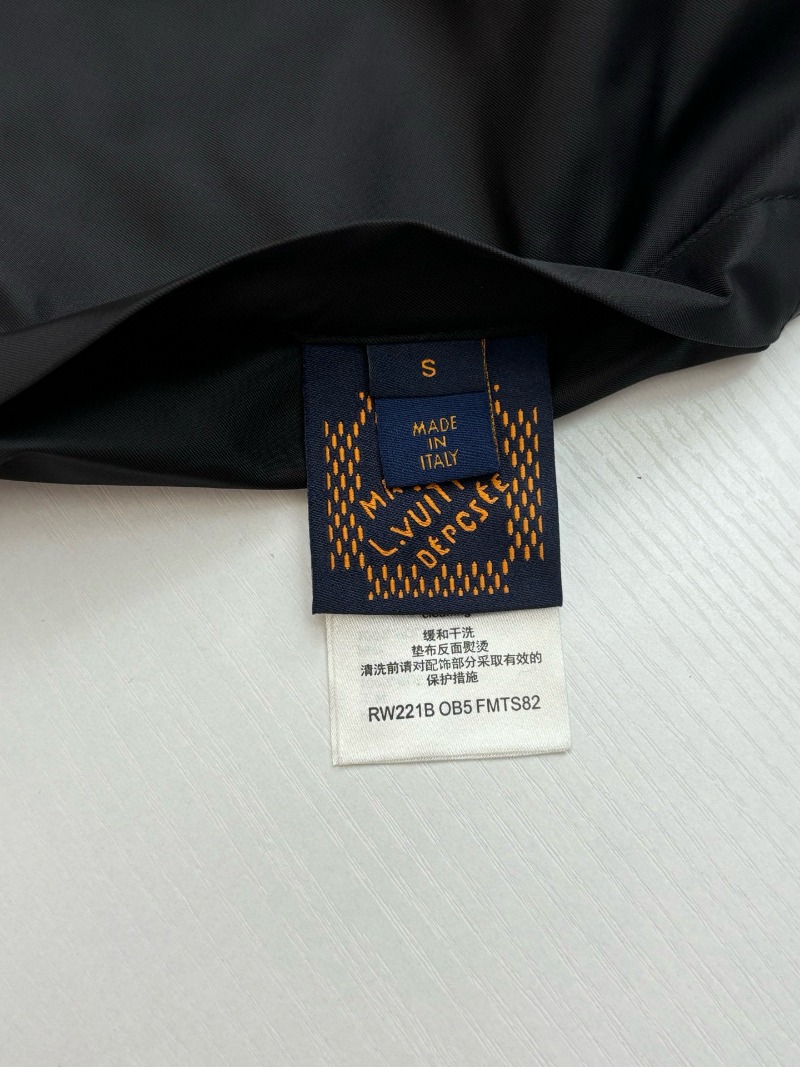 S
MADE
IN
ITALY
L.VUIT
DÉPOSÉE
缓和干洗
垫布反面熨烫
清洗前请对配饰部分采取有效的
保护措施
RW221B OB5 FMTS82